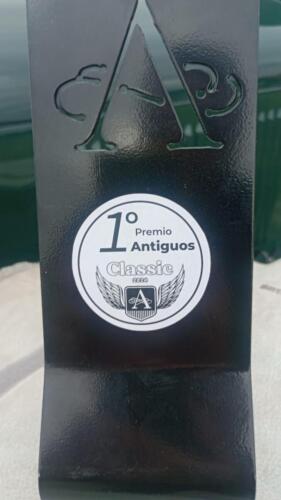 A
1º
Premio
Antiguos
Classic
A